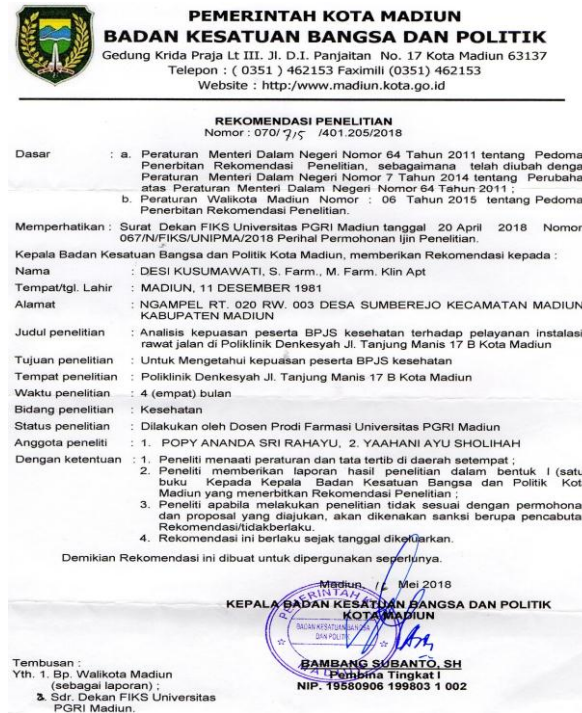 PEMERINTAH KOTA MADIUN
BADAN KESATUAN BANGSA DAN POLITIK
Gedung Krida Praja Lt III. Jl. D.I. Panjaitan No. 17 Kota Madiun 63137
Telepon : ( 0351 ) 462153 Faximili (0351) 462153
Website : http:/www.madiun.kota.go.id
REKOMENDASI PENELITIAN
Nomor : 070/ 715 /401.205/2018
Dasar : a. Peraturan Menteri Dalam Negeri Nomor 64 Tahun 2011 tentang Pedoma
Penerbitan Rekomendasi Penelitian, sebagaimana telah diubah denga
Peraturan Menteri Dalam Negeri Nomor 7 Tahun 2014 tentang Perubaha
atas Peraturan Menteri Dalam Negeri Nomor 64 Tahun 2011 ;
b. Peraturan Walikota Madiun Nomor : 06 Tahun 2015 tentang Pedoma
Penerbitan Rekomendasi Penelitian.
Memperhatikan : Surat Dekan FIKS Universitas PGRI Madiun tanggal 20 April 2018 Nomor
067/N/FIKS/UNIPMA/2018 Perihal Permohonan Ijin Penelitian.
Kepala Badan Kesatuan Bangsa dan Politik Kota Madiun, memberikan Rekomendasi kepada :
Nama : DESI KUSUMAWATI, S. Farm., M. Farm. Klin Apt
Tempat/tgl. Lahir : MADIUN, 11 DESEMBER 1981
Alamat : NGAMPEL RT. 020 RW. 003 DESA SUMBEREJO KECAMATAN MADIUN
KABUPATEN MADIUN
Judul penelitian : Analisis kepuasan peserta BPJS kesehatan terhadap pelayanan instalasi
rawat jalan di Poliklinik Denkesyah Jl. Tanjung Manis 17 B Kota Madiun
Tujuan penelitian : Untuk Mengetahui kepuasan peserta BPJS kesehatan
Tempat penelitian : Poliklinik Denkesyah Jl. Tanjung Manis 17 B Kota Madiun
Waktu penelitian : 4 (empat) bulan
Bidang penelitian : Kesehatan
Status penelitian : Dilakukan oleh Dosen Prodi Farmasi Universitas PGRI Madiun
Anggota peneliti : 1. POPY ANANDA SRI RAHAYU, 2. YAAHANI AYU SHOLIHAH
Dengan ketentuan : 1. Peneliti menaati peraturan dan tata tertib di daerah setempat ;
2. Peneliti memberikan laporan hasil penelitian dalam bentuk I (satu
buku Kepada Kepala Badan Kesatuan Bangsa dan Politik Kot
Madiun yang menerbitkan Rekomendasi Penelitian ;
3. Peneliti apabila melakukan penelitian tidak sesuai dengan permohona
dan proposal yang diajukan, akan dikenakan sanksi berupa pencabuta
Rekomendasi/tidakberlaku.
4. Rekomendasi ini berlaku sejak tanggal dikeluarkan.
Demikian Rekomendasi ini dibuat untuk dipergunakan seperlunya.
Madiun, Mei 2018
KEPALA BADAN KESATUAN BANGSA DAN POLITIK
KOTA MADIUN
PEMERINTAH
BADAN KESATUAN BANGSA
DAN POLITIK
MADIUN
BAMBANG SUBANTO, SH
Pembina Tingkat I
NIP. 19580906 199803 1 002
Tembusan :
Yth. 1. Bp. Walikota Madiun
(sebagai laporan) ;
2. Sdr. Dekan FIKS Universitas
PGRI Madiun.